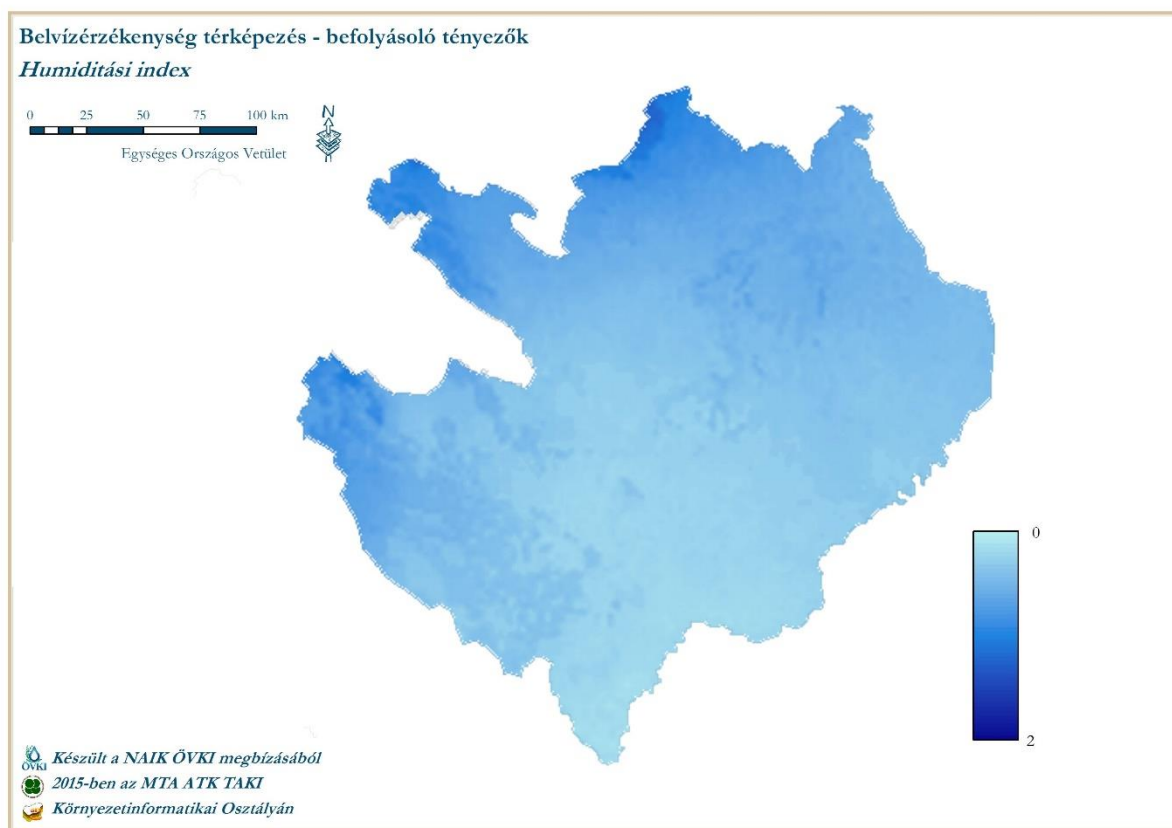 Belvízérzékenység térképezés - befolyásoló tényezők
Humiditási index
0 25 50 75 100 km
N
Egységes Országos Vetület
0
2
ÖVKI
Készült a NAIK ÖVKI megbízásából
2015-ben az MTA ATK TAKI
Környezetinformatikai Osztályán